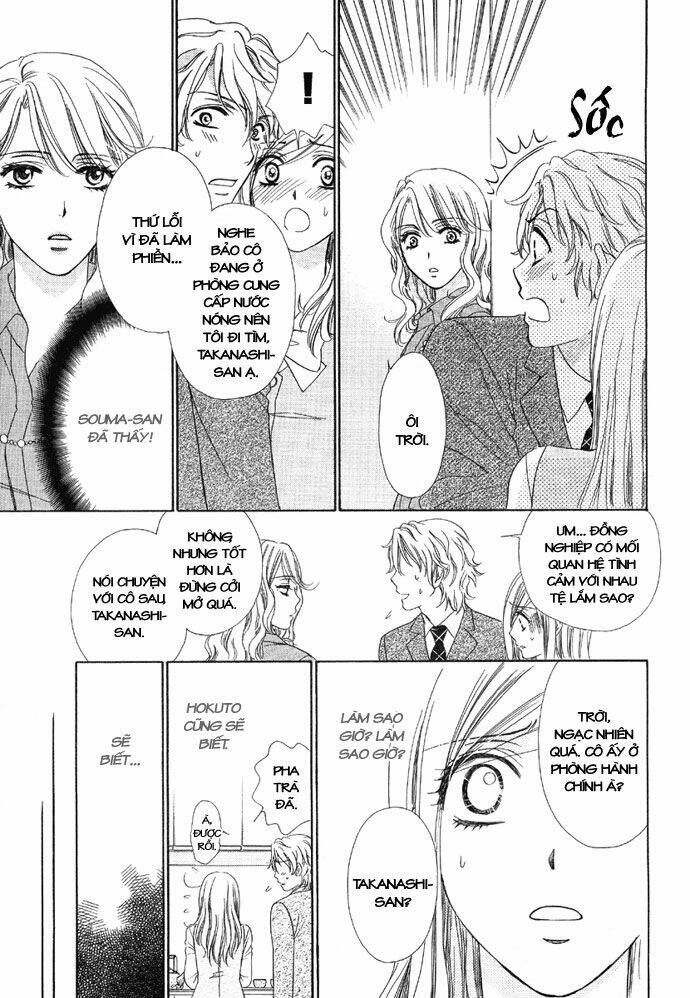 SỐC
ÔI
TRỜI.
!
NGHE
BẢO CÔ
ĐANG Ở
PHÒNG CUNG
CẤP NƯỚC
NÓNG NÊN
TÔI ĐI TÌM,
TAKANASHI-
SAN Ạ.
THỨ LỖI
VÌ ĐÃ LÀM
PHIỀN...
SOUMA-SAN
ĐÃ THẤY!
ƯM... ĐỒNG
NGHIỆP CÓ MỐI
QUAN HỆ TÌNH
CẢM VỚI NHAU
TỆ LẮM SAO?
KHÔNG,
NHƯNG TỐT
HƠN LÀ
ĐỪNG CỞI
MỞ QUÁ.
NÓI CHUYỆN
VỚI CÔ SAU,
TAKANASHI-
SAN.
TRỜI,
NGẠC NHIÊN
QUÁ. CÔ ẤY Ở
PHÒNG HÀNH
CHÍNH À?
LÀM SAO
GIỜ? LÀM
SAO GIỜ?
TAKANASHI-
SAN?
HOKUTO
CŨNG SẼ
BIẾT.
PHA
TRÀ
ĐÃ.
À,
ĐƯỢC
RỒI.
SẼ
BIẾT...